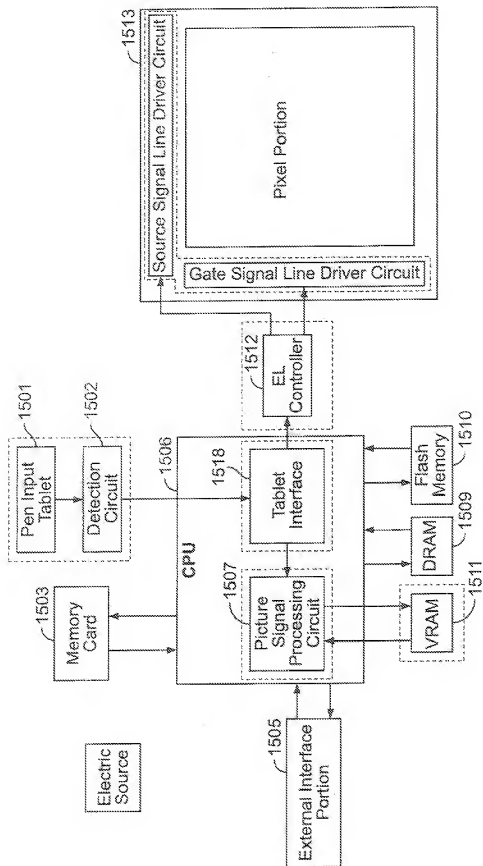 1513
Source Signal Line Driver Circuit
Pixel Portion
Gate Signal Line Driver Circuit
1512
EL
Controller
1501
Pen Input
Tablet
1502
Detection
Circuit
1506
CPU
1518
Tablet
Interface
1507
Picture
Signal
Processing
Circuit
1503
Memory
Card
Electric
Source
1505
External Interface
Portion
Flash
Memory
1510
DRAM
1509
VRAM
1511